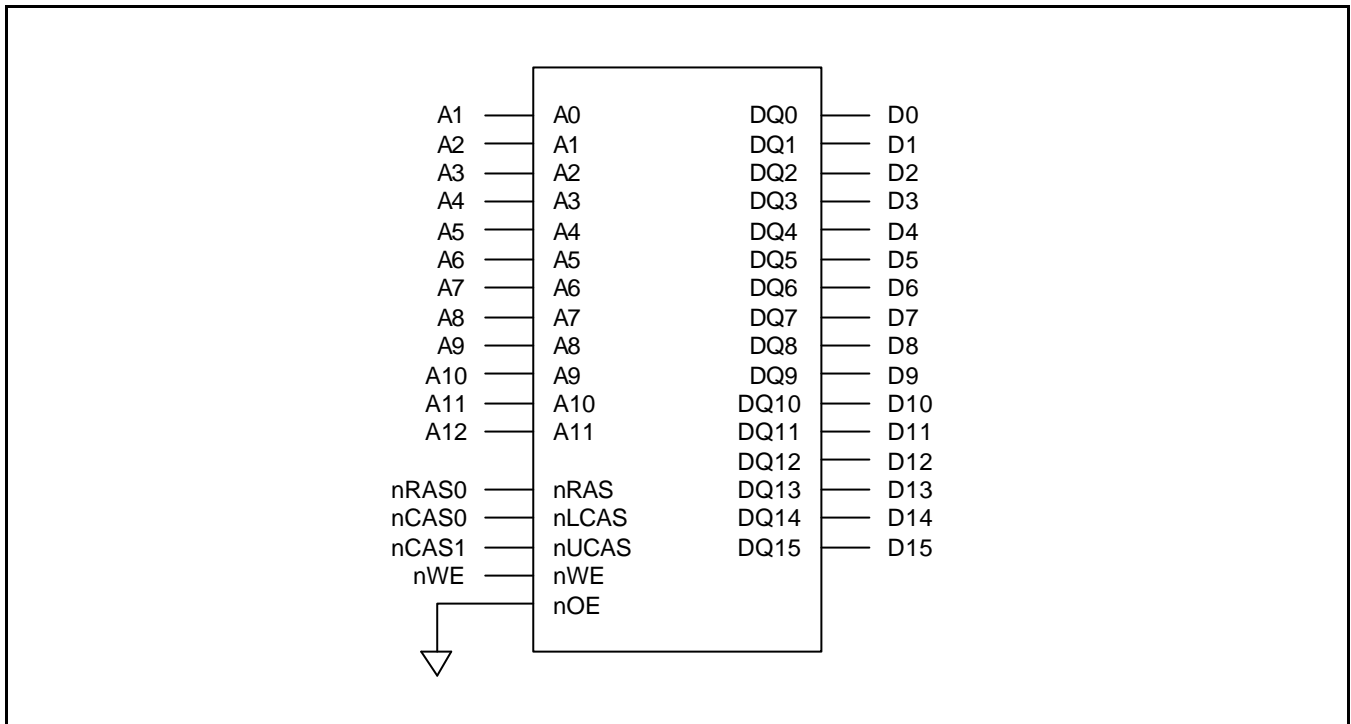 A1 A0 DQ0 D0
A2 A1 DQ1 D1
A3 A2 DQ2 D2
A4 A3 DQ3 D3
A5 A4 DQ4 D4
A6 A5 DQ5 D5
A7 A6 DQ6 D6
A8 A7 DQ7 D7
A9 A8 DQ8 D8
A10 A9 DQ9 D9
A11 A10 DQ10 D10
A12 A11 DQ11 D11
DQ12 D12
nRAS0 nRAS DQ13 D13
nCAS0 nLCAS DQ14 D14
nCAS1 nUCAS DQ15 D15
nWE nWE
nOE